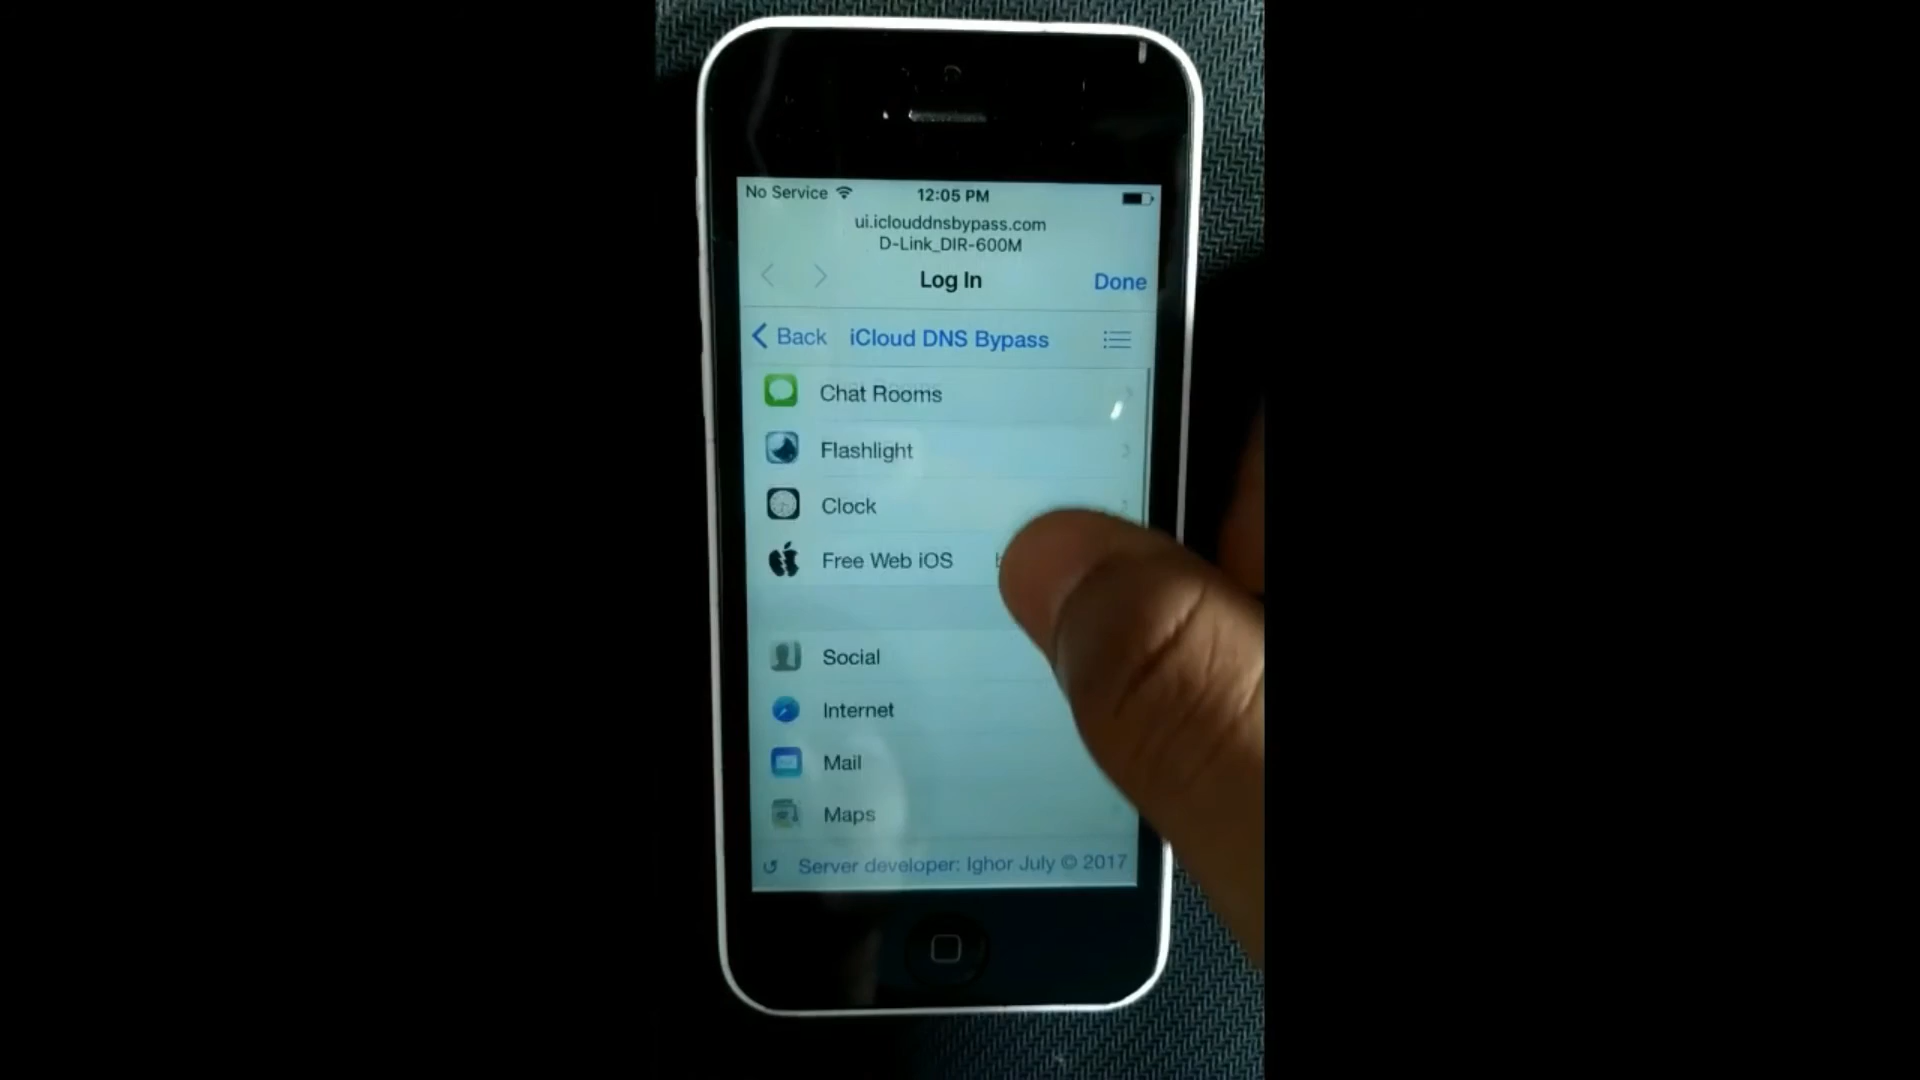 No Service 12:05 PM
ui.iclouddnsbypass.com
D-Link_DIR-600M
Log In Done
Back iCloud DNS Bypass
Chat Rooms
Flashlight
Clock
Free Web iOS
Social
Internet
Mail
Maps
Server developer: Ighor July © 2017